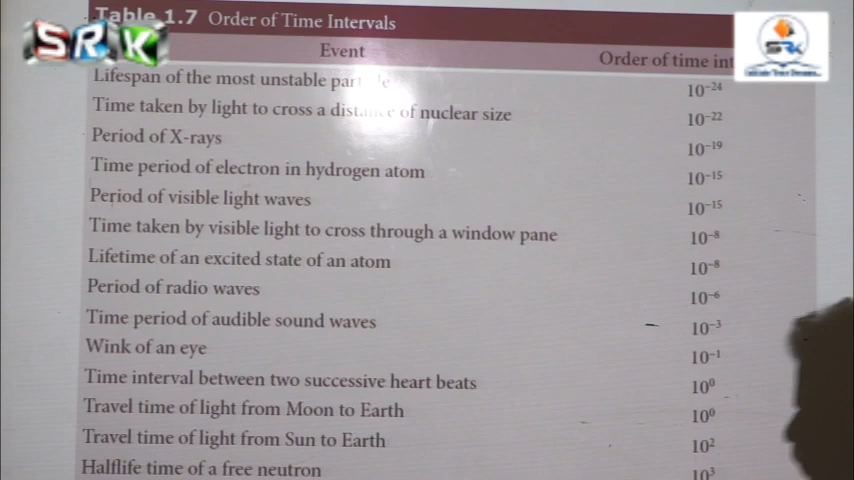 Table 1.7 Order of Time Intervals
SRK
SRK
Event Order of time int
Lifespan of the most unstable 10⁻²⁴
Time taken by light to cross a distance of nuclear size 10⁻²²
Period of X-rays 10⁻¹⁹
Time period of electron in hydrogen atom 10⁻¹⁵
Period of visible light waves 10⁻¹⁵
Time taken by visible light to cross through a window pane 10⁻⁸
Lifetime of an excited state of an atom 10⁻⁸
Period of radio waves 10⁻⁶
Time period of audible sound waves 10⁻³
Wink of an eye 10⁻¹
Time interval between two successive heart beats 10⁰
Travel time of light from Moon to Earth 10⁰
Travel time of light from Sun to Earth 10²
Halflife time of a free neutron 10³